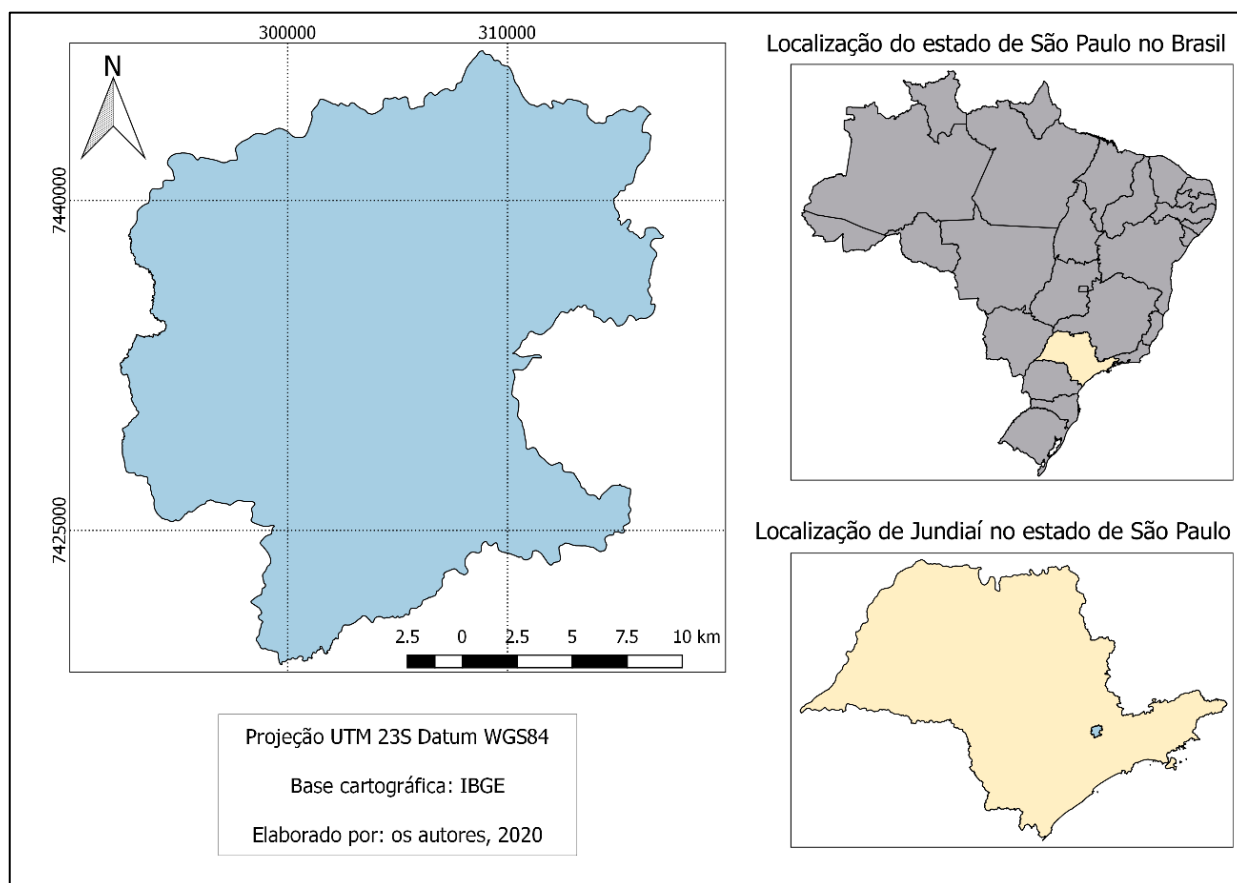 300000 310000
N
7440000
7425000
2.5 0 2.5 5 7.5 10 km
Projeção UTM 23S Datum WGS84
Base cartográfica: IBGE
Elaborado por: os autores, 2020
Localização do estado de São Paulo no Brasil
Localização de Jundiaí no estado de São Paulo